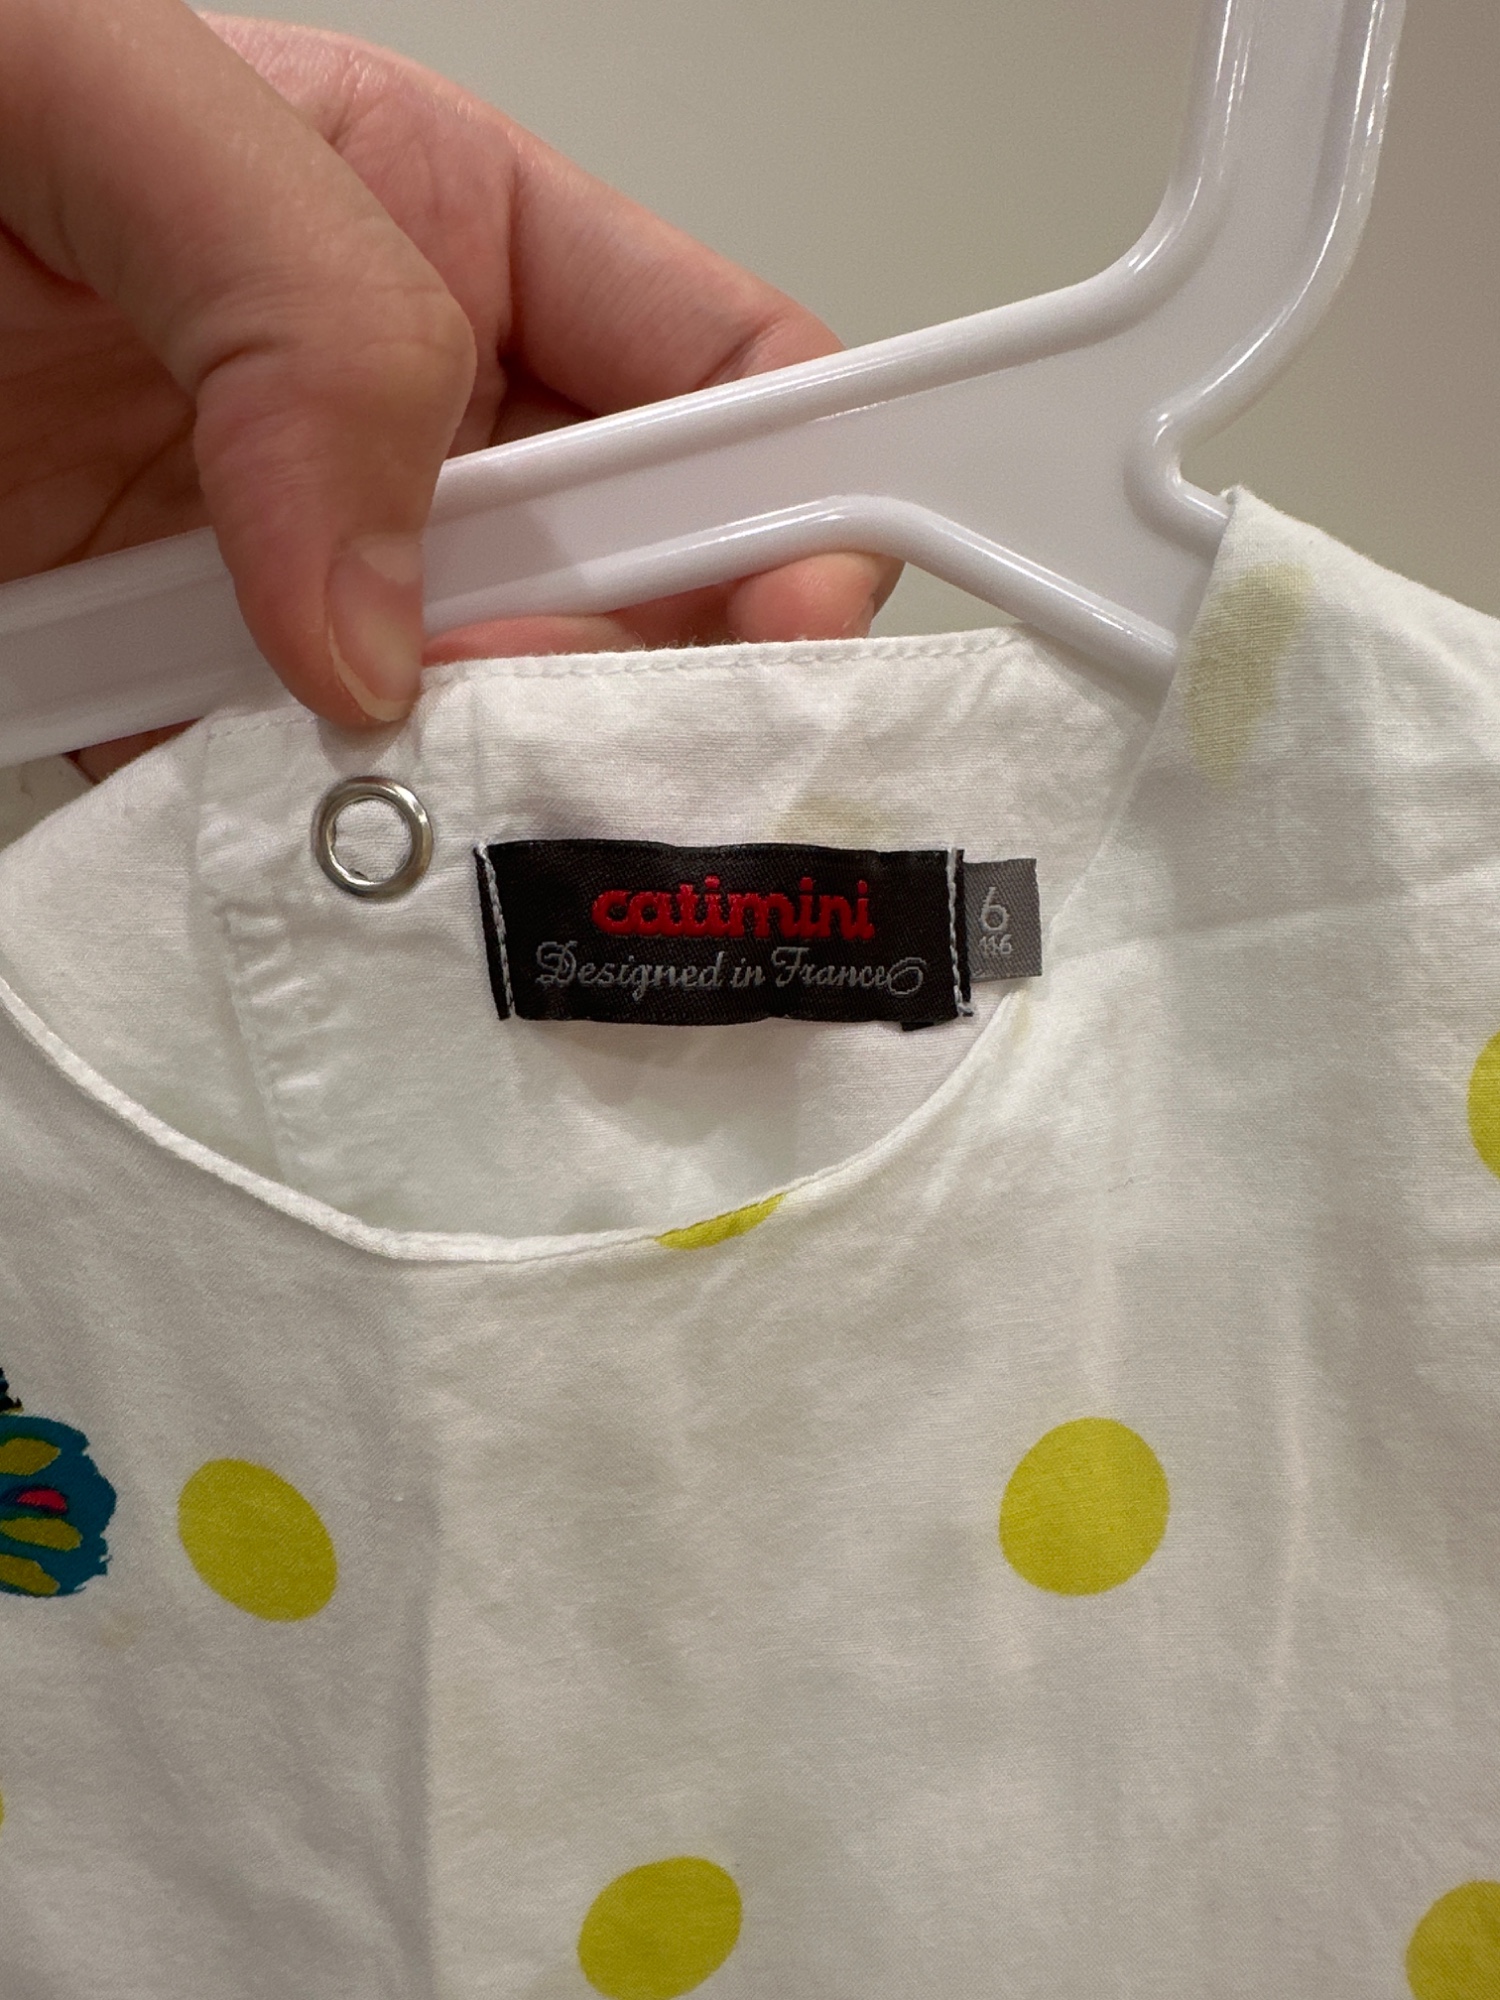 catimini
Designed in France
6
116